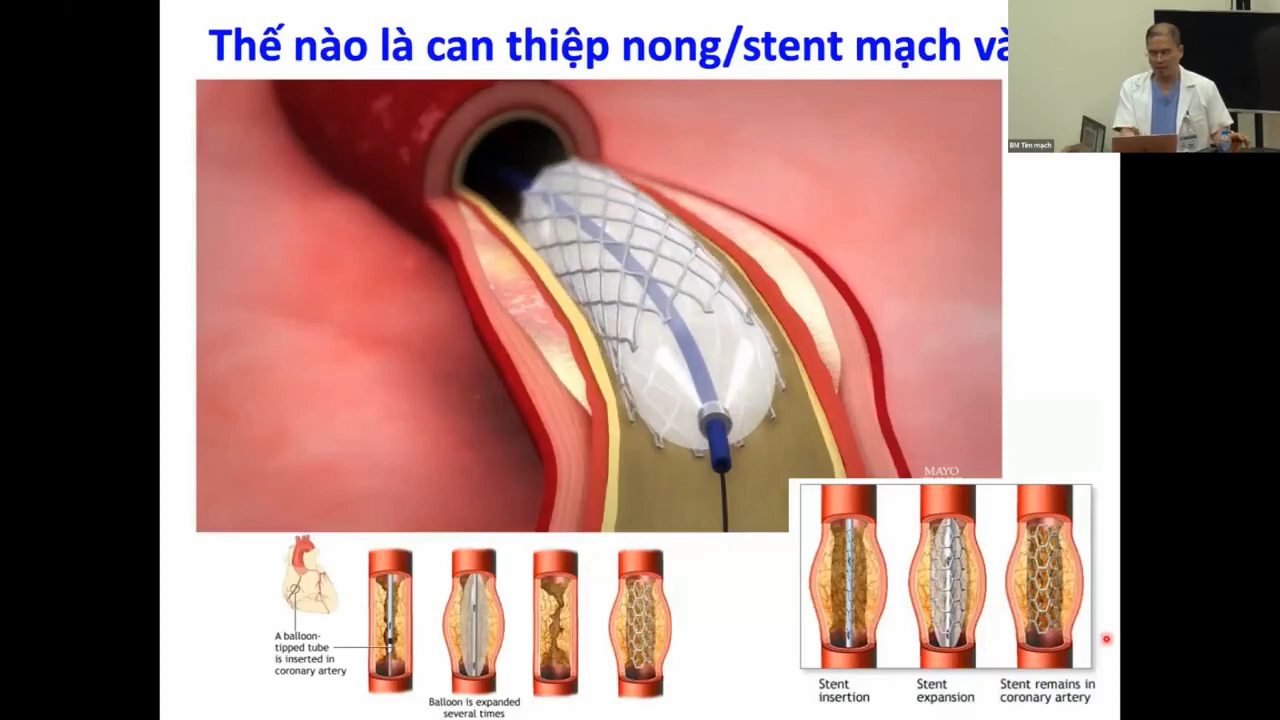 Thế nào là can thiệp nong/stent mạch và
BM Tim mạch
MAYO
A balloon-
tipped tube
is inserted in
coronary artery
Balloon is expanded
several times
Stent
insertion
Stent
expansion
Stent remains in
coronary artery